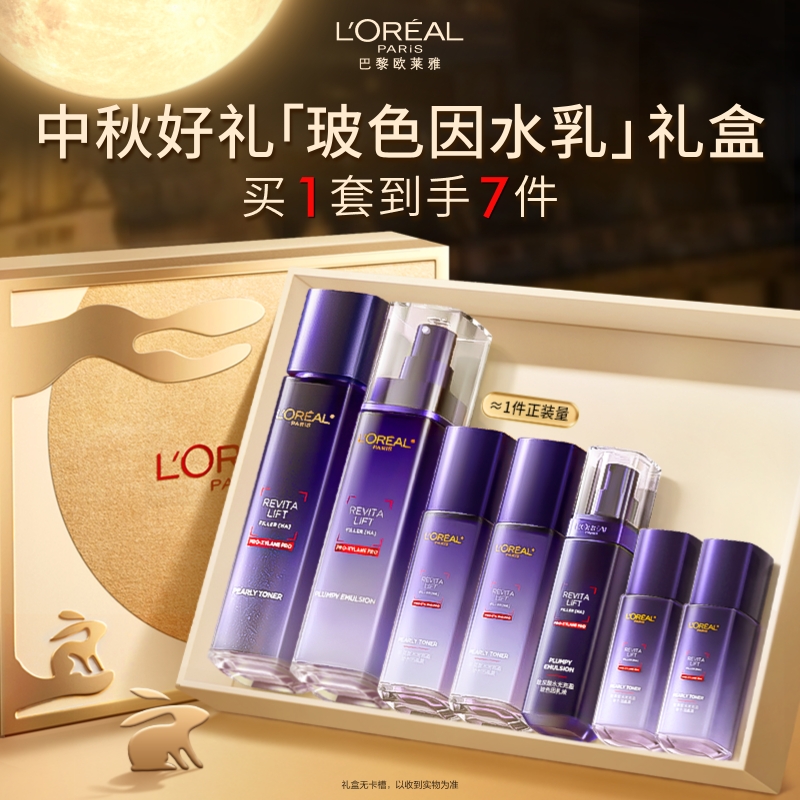 L'ORÉAL
PARIS
巴黎欧莱雅
中秋好礼「玻色因水乳」礼盒
买1套到手7件
≈1件正装量
L'OR
PA
L'ORÉAL
PARIS
REVITA
LIFT
FILLER [HA]
PRO-XYLANE PRO
PEARLY TONER
L'ORÉAL
PARIS
REVITA
LIFT
FILLER [HA]
PRO-XYLANE PRO
PLUMPY EMULSION
L'ORÉAL
PARIS
REVITA
LIFT
PEARLY TONER
L'ORÉAL
PARIS
REVITA
LIFT
PEARLY TONER
L'ORÉAL
REVITA
LIFT
FILLER [HA]
PLUMPY
EMULSION
L'ORÉAL
REVITA
LIFT
PEARLY TONER
L'ORÉAL
REVITA
LIFT
PEARLY TONER
礼盒无卡槽，以收到实物为准